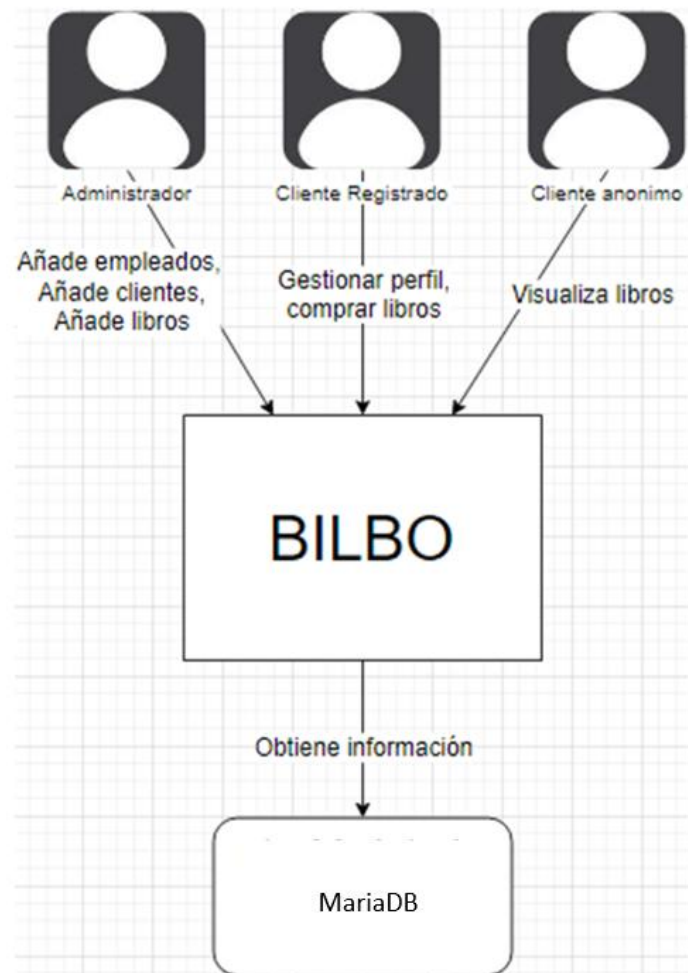 Administrador
Cliente Registrado
Cliente anonimo
Añade empleados,
Añade clientes,
Añade libros
Gestionar perfil,
comprar libros
Visualiza libros
BILBO
Obtiene información
MariaDB